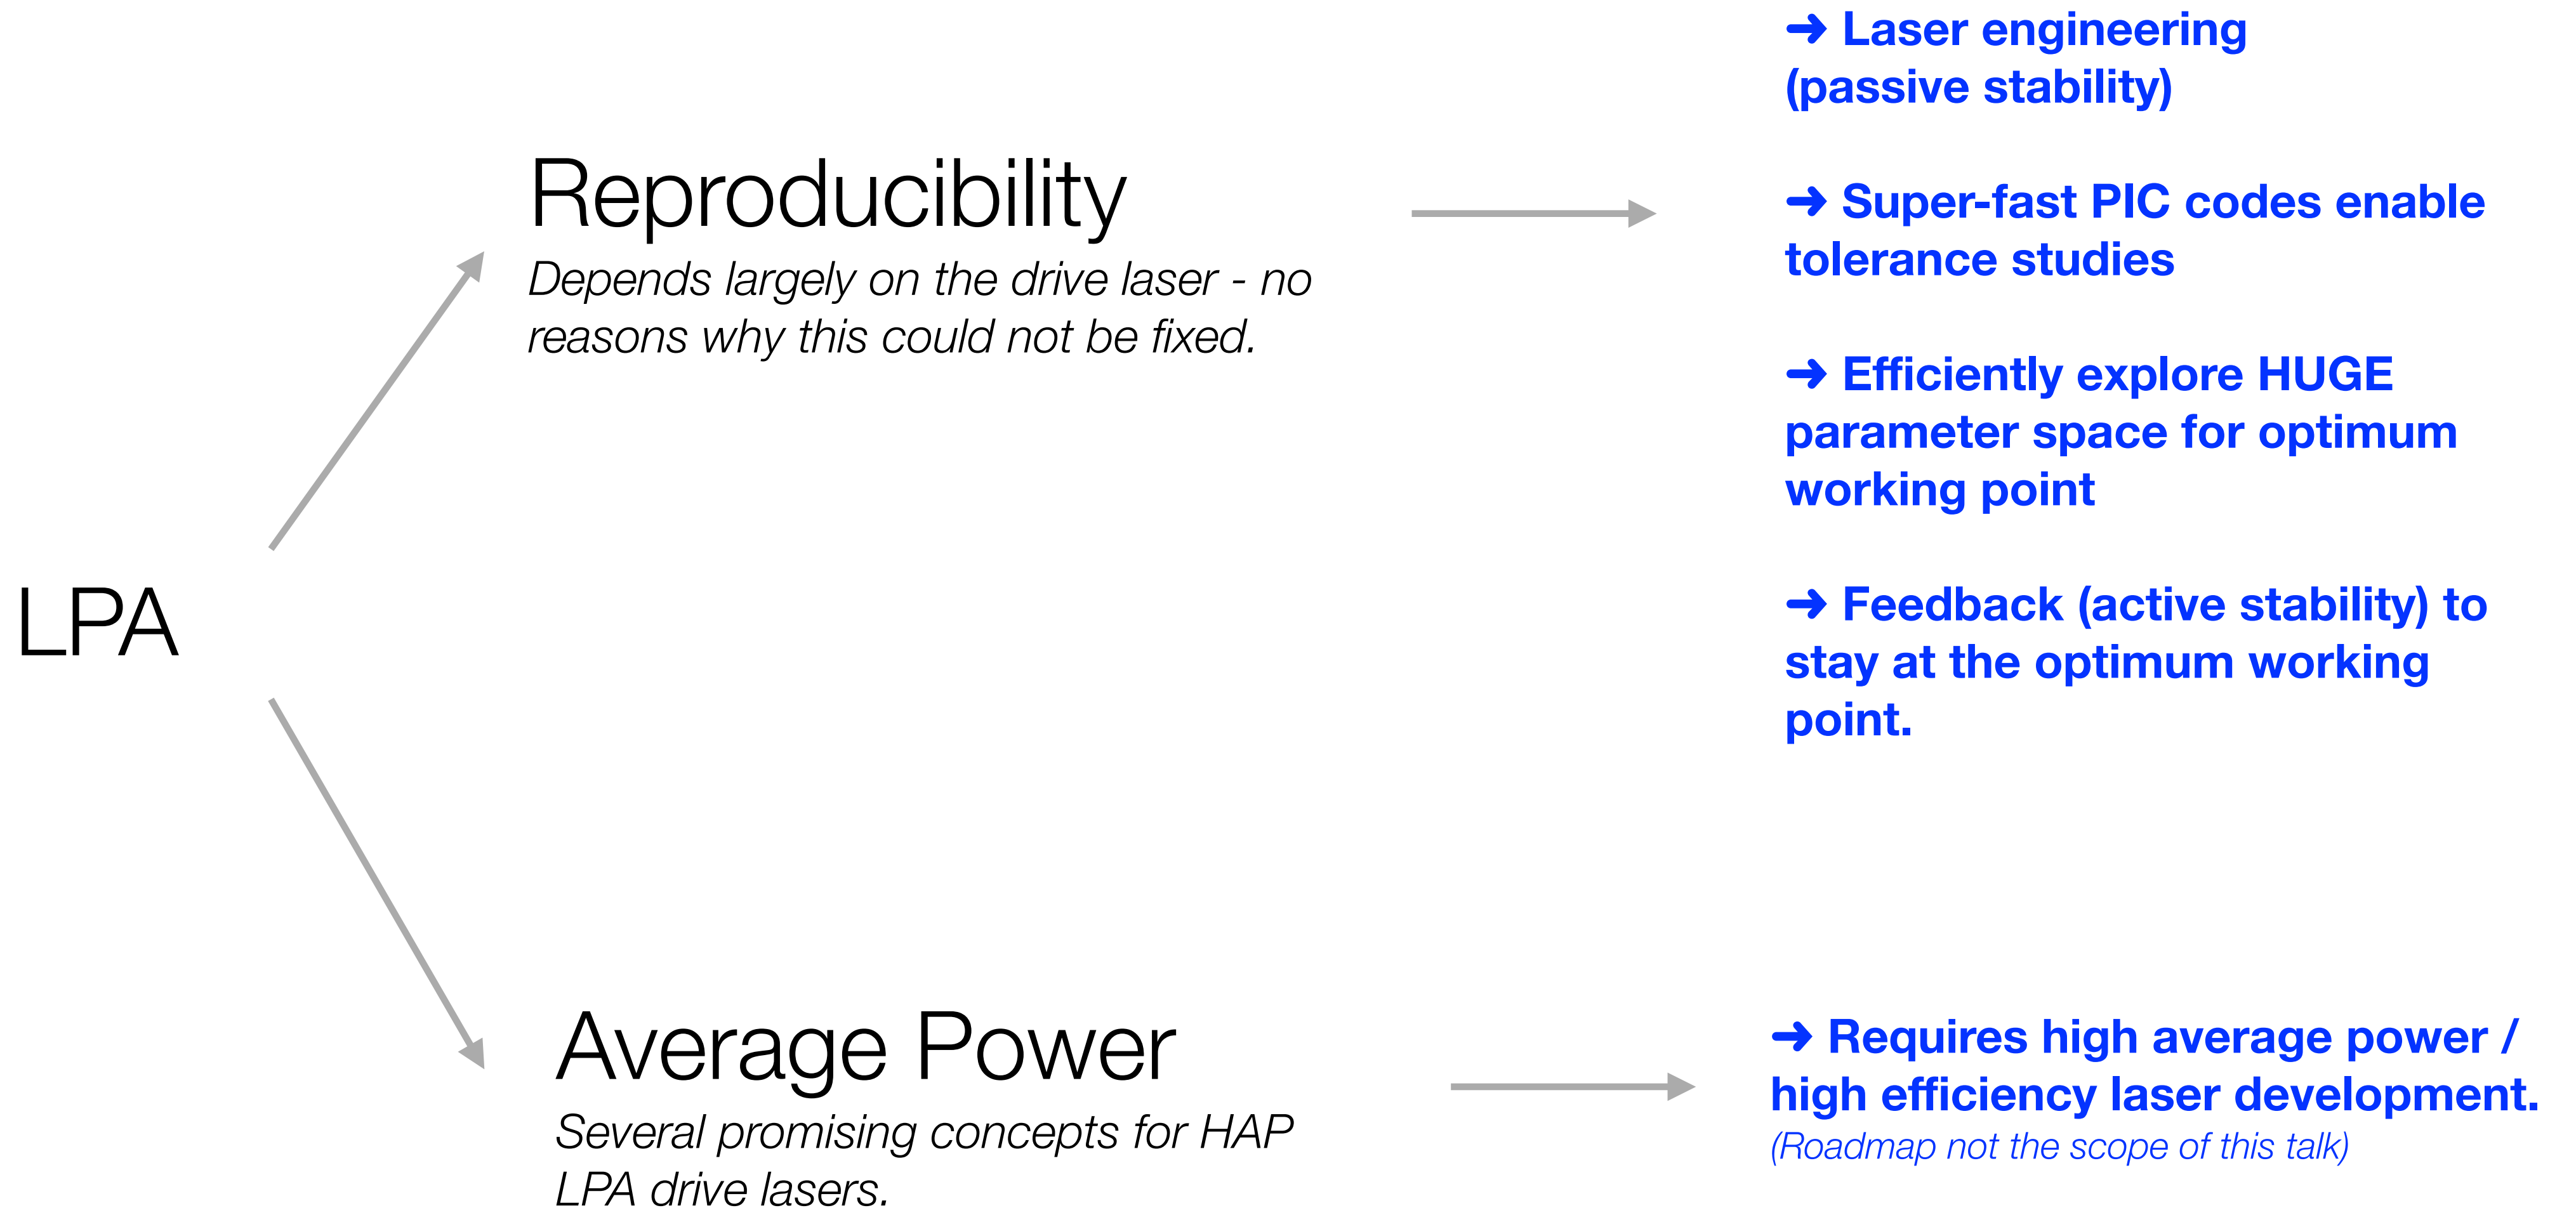 LPA
Reproducibility
Depends largely on the drive laser - no
reasons why this could not be fixed.
➜ Laser engineering
(passive stability)
➜ Super-fast PIC codes enable
tolerance studies
➜ Efficiently explore HUGE
parameter space for optimum
working point
➜ Feedback (active stability) to
stay at the optimum working
point.
Average Power
Several promising concepts for HAP
LPA drive lasers.
➜ Requires high average power /
high efficiency laser development.
(Roadmap not the scope of this talk)